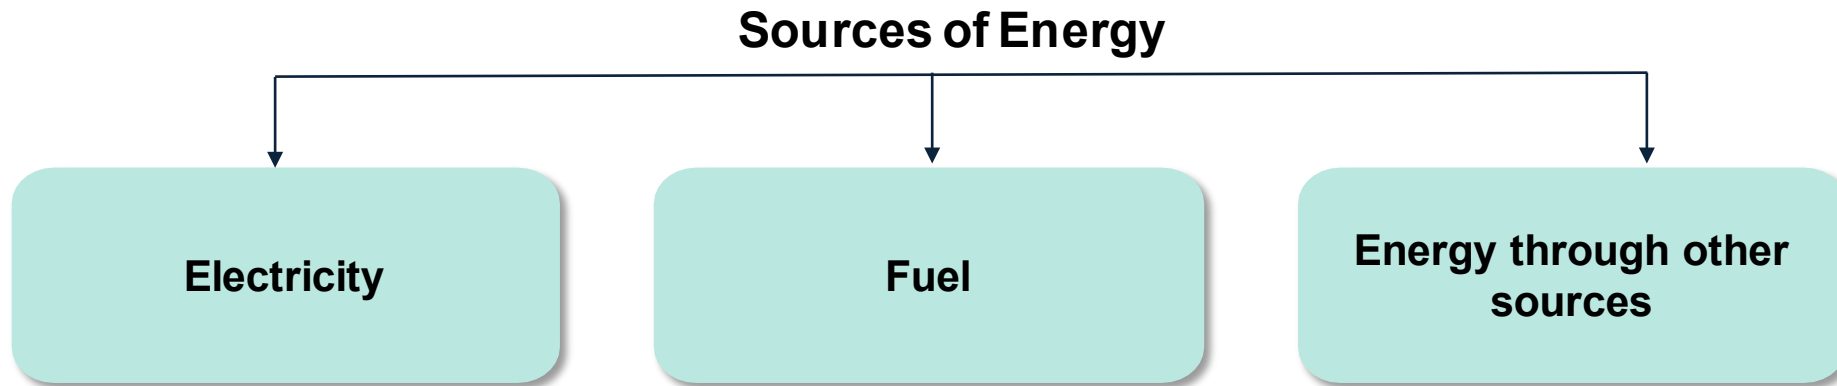 Sources of Energy
Electricity
Fuel
Energy through other
sources